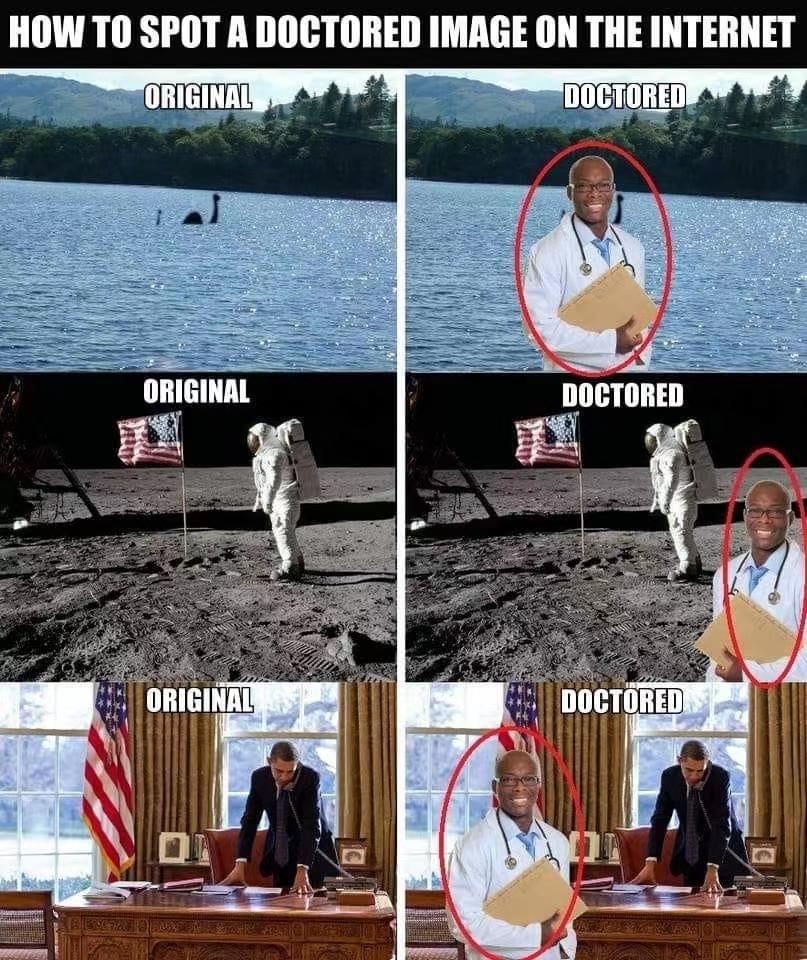 HOW TO SPOT A DOCTORED IMAGE ON THE INTERNET
ORIGINAL
DOCTORED
ORIGINAL
DOCTORED
ORIGINAL
DOCTORED